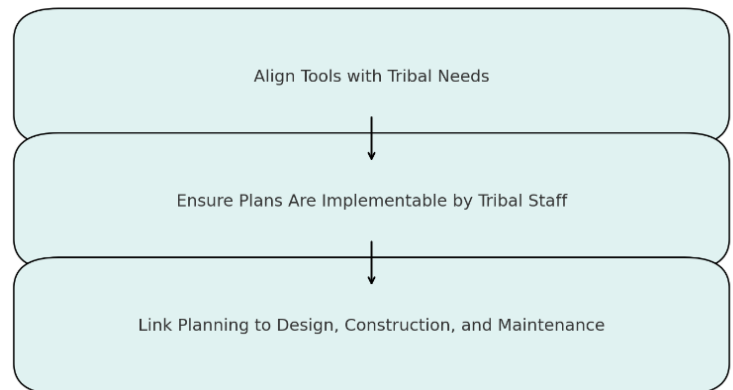 Align Tools with Tribal Needs
Ensure Plans Are Implementable by Tribal Staff
Link Planning to Design, Construction, and Maintenance